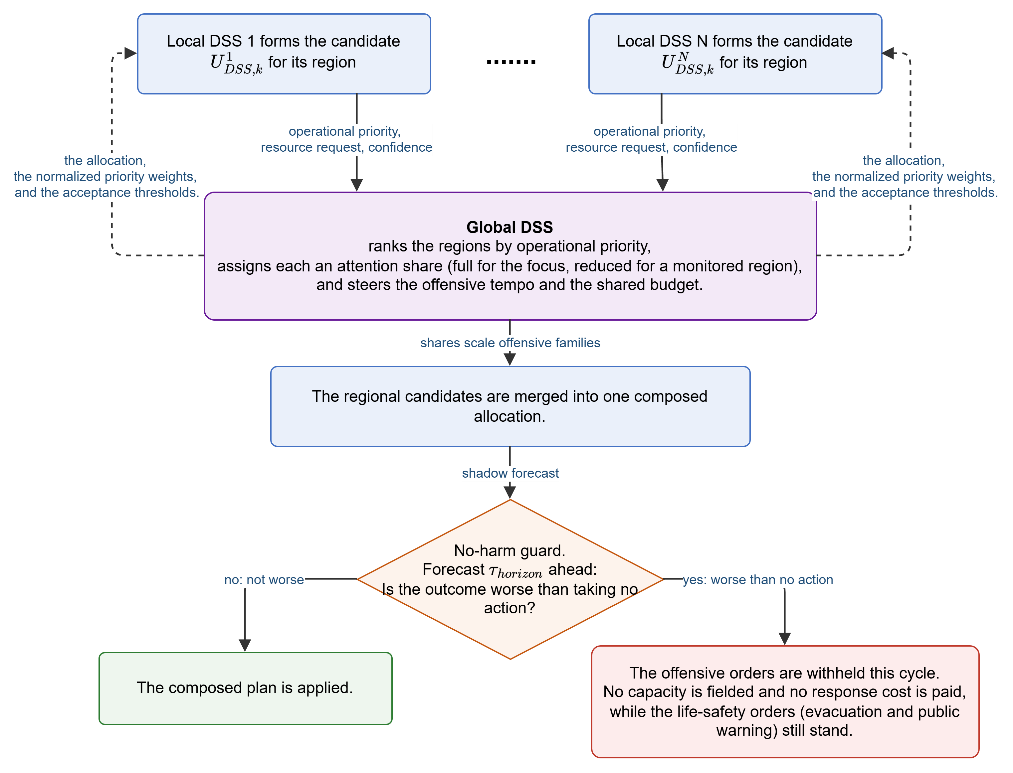 Local DSS 1 forms the candidate
U^1_{DSS,k} for its region
.......
Local DSS N forms the candidate
U^N_{DSS,k} for its region
operational priority,
resource request, confidence
operational priority,
resource request, confidence
the allocation,
the normalized priority weights,
and the acceptance thresholds.
the allocation,
the normalized priority weights,
and the acceptance thresholds.
Global DSS
ranks the regions by operational priority,
assigns each an attention share (full for the focus, reduced for a monitored region),
and steers the offensive tempo and the shared budget.
shares scale offensive families
The regional candidates are merged into one composed
allocation.
shadow forecast
No-harm guard.
Forecast τ_{horizon} ahead:
Is the outcome worse than taking no
action?
no: not worse
yes: worse than no action
The composed plan is applied.
The offensive orders are withheld this cycle.
No capacity is fielded and no response cost is paid,
while the life-safety orders (evacuation and public
warning) still stand.